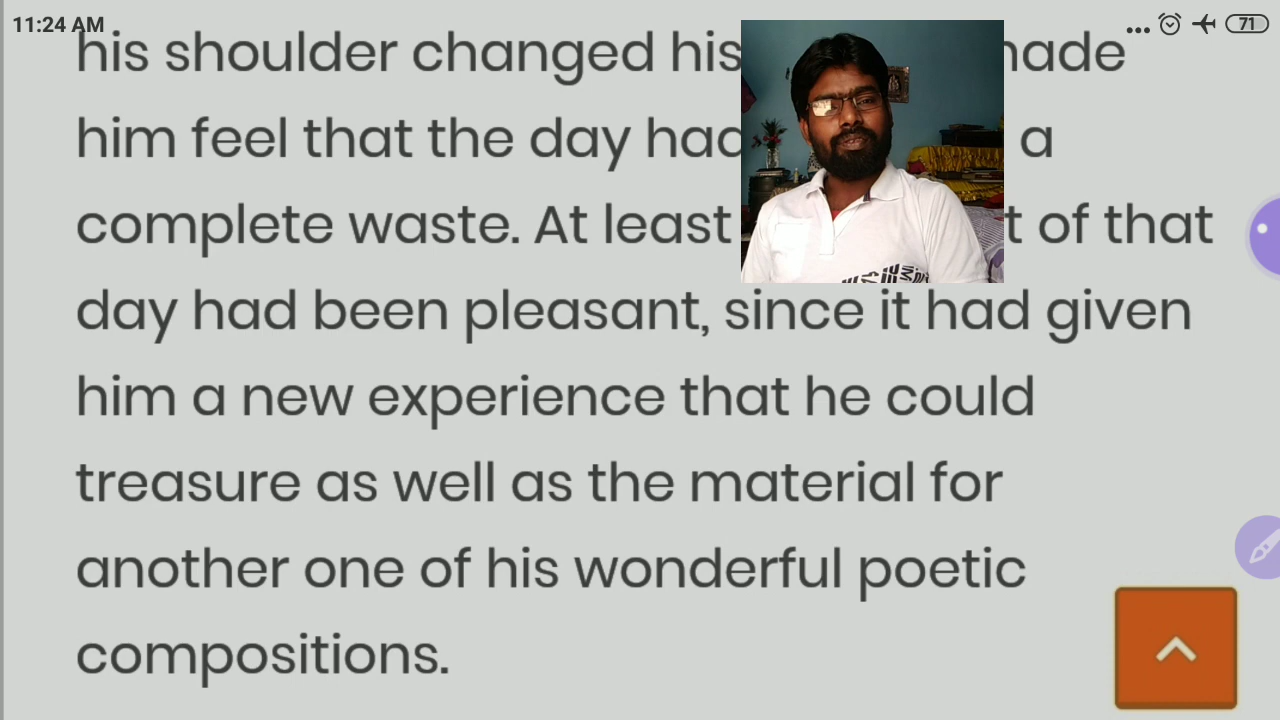 11:24 AM
71
his shoulder changed his
him feel that the day had a
complete waste. At least of that
day had been pleasant, since it had given
him a new experience that he could
treasure as well as the material for
another one of his wonderful poetic
compositions.